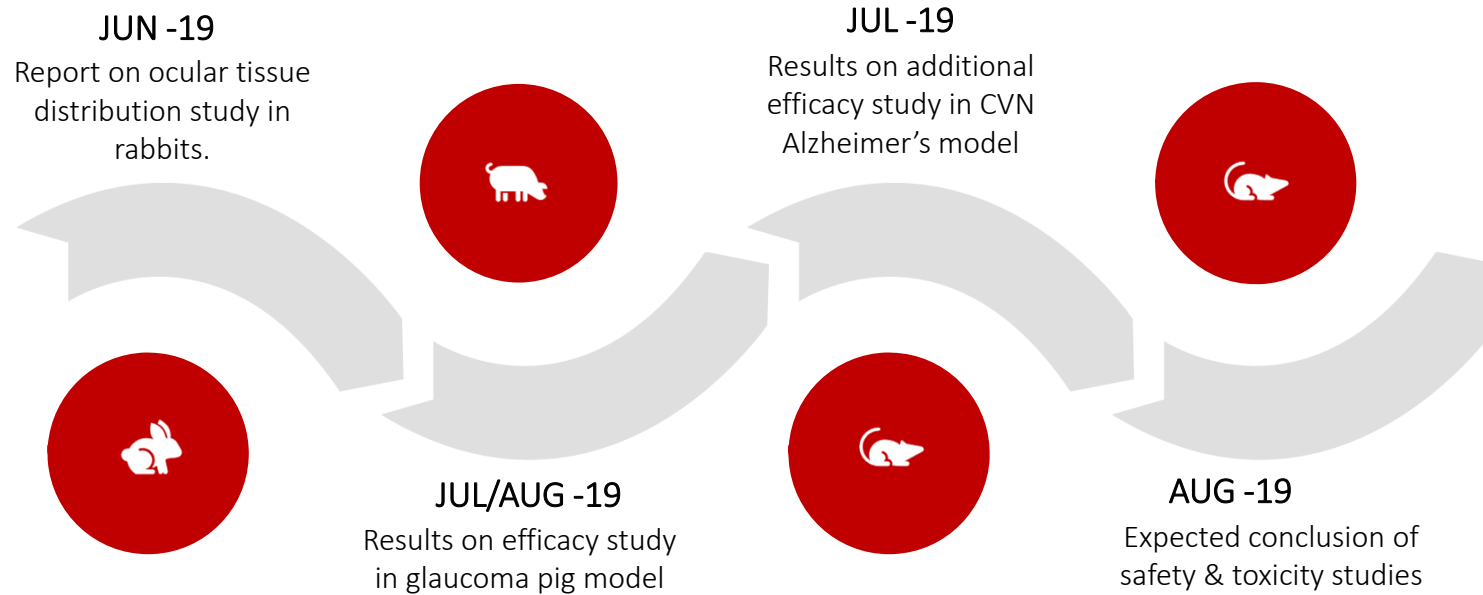 JUN -19
Report on ocular tissue
distribution study in
rabbits.
JUL/AUG -19
Results on efficacy study
in glaucoma pig model
JUL -19
Results on additional
efficacy study in CVN
Alzheimer’s model
AUG -19
Expected conclusion of
safety & toxicity studies